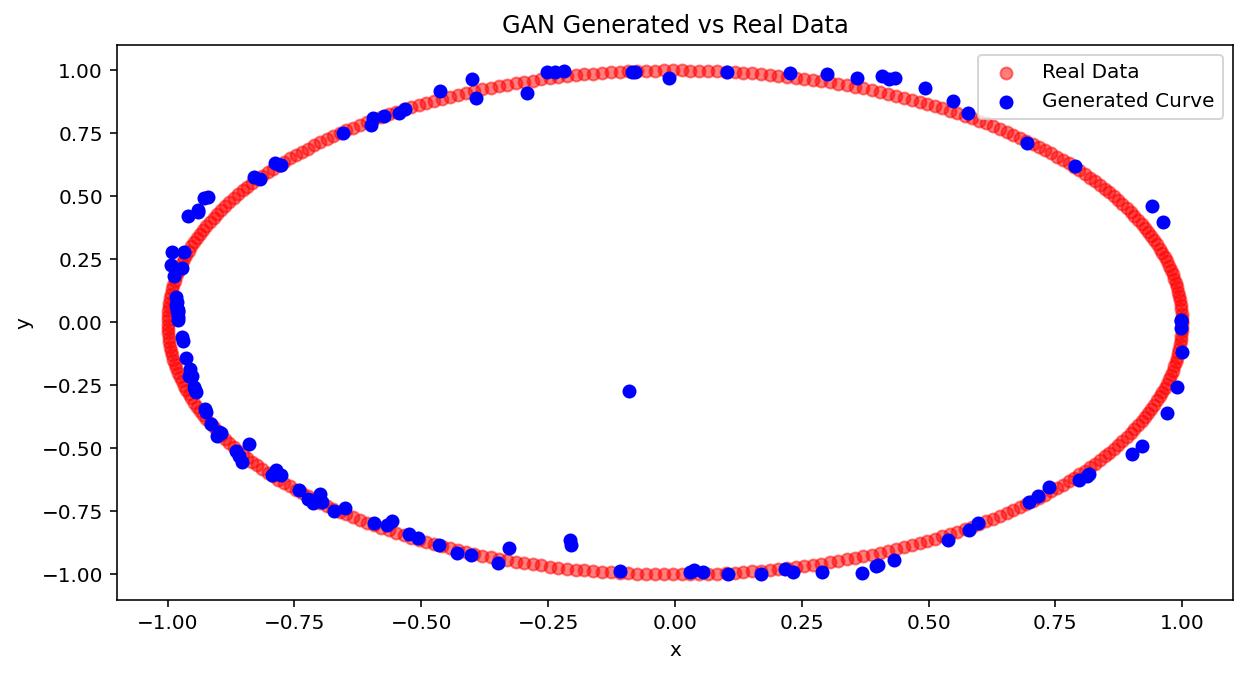 GAN Generated vs Real Data
Real Data
Generated Curve
1.00
0.75
0.50
0.25
0.00
−0.25
−0.50
−0.75
−1.00
y
−1.00 −0.75 −0.50 −0.25 0.00 0.25 0.50 0.75 1.00
x